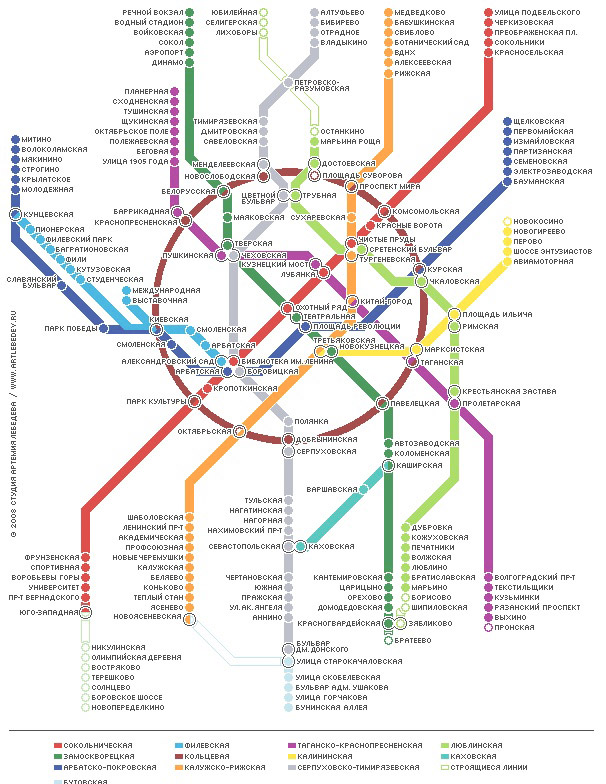 РЕЧНОЙ ВОКЗАЛ
ВОДНЫЙ СТАДИОН
ВОЙКОВСКАЯ
СОКОЛ
АЭРОПОРТ
ДИНАМО
ЮБИЛЕЙНАЯ
СЕЛИГЕРСКАЯ
ЛИХОБОРЫ
АЛТУФЬЕВО
БИБИРЕВО
ОТРАДНОЕ
ВЛАДЫКИНО
МЕДВЕДКОВО
БАБУШКИНСКАЯ
СВИБЛОВО
БОТАНИЧЕСКИЙ САД
ВДНХ
АЛЕКСЕЕВСКАЯ
РИЖСКАЯ
УЛИЦА ПОДБЕЛЬСКОГО
ЧЕРКИЗОВСКАЯ
ПРЕОБРАЖЕНСКАЯ ПЛ.
СОКОЛЬНИКИ
КРАСНОСЕЛЬСКАЯ
ПЕТРОВСКО-
РАЗУМОВСКАЯ
ПЛАНЕРНАЯ
СХОДНЕНСКАЯ
ТУШИНСКАЯ
ЩУКИНСКАЯ
ОКТЯБРЬСКОЕ ПОЛЕ
ПОЛЕЖАЕВСКАЯ
БЕГОВАЯ
УЛИЦА 1905 ГОДА
ТИМИРЯЗЕВСКАЯ
ДМИТРОВСКАЯ
САВЕЛОВСКАЯ
ОСТАНКИНО
МАРЬИНА РОЩА
ЩЕЛКОВСКАЯ
ПЕРВОМАЙСКАЯ
ИЗМАЙЛОВСКАЯ
ПАРТИЗАНСКАЯ
СЕМЕНОВСКАЯ
ЭЛЕКТРОЗАВОДСКАЯ
БАУМАНСКАЯ
МИТИНО
ВОЛОКОЛАМСКАЯ
МЯКИНИНО
СТРОГИНО
КРЫЛАТСКОЕ
МОЛОДЕЖНАЯ
МЕНДЕЛЕЕВСКАЯ
НОВОСЛОБОДСКАЯ
ДОСТОЕВСКАЯ
ПЛОЩАДЬ СУВОРОВА
БЕЛОРУССКАЯ
ЦВЕТНОЙ
БУЛЬВАР
ТРУБНАЯ
ПРОСПЕКТ МИРА
КУНЦЕВСКАЯ
ПИОНЕРСКАЯ
ФИЛЕВСКИЙ ПАРК
БАГРАТИОНОВСКАЯ
ФИЛИ
КУТУЗОВСКАЯ
СТУДЕНЧЕСКАЯ
БАРРИКАДНАЯ
КРАСНОПРЕСНЕНСКАЯ
МАЯКОВСКАЯ
СУХАРЕВСКАЯ
КОМСОМОЛЬСКАЯ
КРАСНЫЕ ВОРОТА
НОВОКОСИНО
НОВОГИРЕЕВО
ПЕРОВО
ШОССЕ ЭНТУЗИАСТОВ
АВИАМОТОРНАЯ
ТВЕРСКАЯ
ПУШКИНСКАЯ
ЧЕХОВСКАЯ
КУЗНЕЦКИЙ МОСТ
ЛУБЯНКА
ЧИСТЫЕ ПРУДЫ
СРЕТЕНСКИЙ БУЛЬВАР
ТУРГЕНЕВСКАЯ
КУРСКАЯ
ЧКАЛОВСКАЯ
СЛАВЯНСКИЙ
БУЛЬВАР
МЕЖДУНАРОДНАЯ
ВЫСТАВОЧНАЯ
КИТАЙ-ГОРОД
ОХОТНЫЙ РЯД
ТЕАТРАЛЬНАЯ
ПЛОЩАДЬ РЕВОЛЮЦИИ
ПЛОЩАДЬ ИЛЬИЧА
РИМСКАЯ
ПАРК ПОБЕДЫ
КИЕВСКАЯ
СМОЛЕНСКАЯ
СМОЛЕНСКАЯ
АРБАТСКАЯ
АЛЕКСАНДРОВСКИЙ САД
БИБЛИОТЕКА ИМ. ЛЕНИНА
АРБАТСКАЯ
БОРОВИЦКАЯ
ТРЕТЬЯКОВСКАЯ
НОВОКУЗНЕЦКАЯ
МАРКСИСТСКАЯ
ТАГАНСКАЯ
КРОПОТКИНСКАЯ
ПАРК КУЛЬТУРЫ
ПАВЕЛЕЦКАЯ
КРЕСТЬЯНСКАЯ ЗАСТАВА
ПРОЛЕТАРСКАЯ
ПОЛЯНКА
ОКТЯБРЬСКАЯ
ДОБРЫНИНСКАЯ
СЕРПУХОВСКАЯ
АВТОЗАВОДСКАЯ
КОЛОМЕНСКАЯ
КАШИРСКАЯ
ВАРШАВСКАЯ
ТУЛЬСКАЯ
НАГАТИНСКАЯ
НАГОРНАЯ
НАХИМОВСКИЙ ПР-Т
СЕВАСТОПОЛЬСКАЯ
КАХОВСКАЯ
ШАБОЛОВСКАЯ
ЛЕНИНСКИЙ ПР-Т
АКАДЕМИЧЕСКАЯ
ПРОФСОЮЗНАЯ
НОВЫЕ ЧЕРЕМУШКИ
КАЛУЖСКАЯ
БЕЛЯЕВО
КОНЬКОВО
ТЕПЛЫЙ СТАН
ЯСЕНЕВО
НОВОЯСЕНЕВСКАЯ
ДУБРОВКА
КОЖУХОВСКАЯ
ПЕЧАТНИКИ
ВОЛЖСКАЯ
ЛЮБЛИНО
БРАТИСЛАВСКАЯ
МАРЬИНО
БОРИСОВО
ШИПИЛОВСКАЯ
ЗЯБЛИКОВО
ФРУНЗЕНСКАЯ
СПОРТИВНАЯ
ВОРОБЬЕВЫ ГОРЫ
УНИВЕРСИТЕТ
ПР-Т ВЕРНАДСКОГО
ЮГО-ЗАПАДНАЯ
ЧЕРТАНОВСКАЯ
ЮЖНАЯ
ПРАЖСКАЯ
УЛ. АК. ЯНГЕЛЯ
АННИНО
БУЛЬВАР
ДМ. ДОНСКОГО
УЛИЦА СТАРОКАЧАЛОВСКАЯ
УЛИЦА СКОБЕЛЕВСКАЯ
БУЛЬВАР АДМ. УШАКОВА
УЛИЦА ГОРЧАКОВА
БУНИНСКАЯ АЛЛЕЯ
КАНТЕМИРОВСКАЯ
ЦАРИЦЫНО
ОРЕХОВО
ДОМОДЕДОВСКАЯ
КРАСНОГВАРДЕЙСКАЯ
БРАТЕЕВО
ВОЛГОГРАДСКИЙ ПР-Т
ТЕКСТИЛЬЩИКИ
КУЗЬМИНКИ
РЯЗАНСКИЙ ПРОСПЕКТ
ВЫХИНО
ПРОНСКАЯ
НИКУЛИНСКАЯ
ОЛИМПИЙСКАЯ ДЕРЕВНЯ
ВОСТРЯКОВО
ТЕРЕШКОВО
СОЛНЦЕВО
БОРОВСКОЕ ШОССЕ
НОВОПЕРЕДЕЛКИНО
© 2008 СТУДИЯ АРТЕМИЯ ЛЕБЕДЕВА / WWW.ARTLEBEDEV.RU
СОКОЛЬНИЧЕСКАЯ
ЗАМОСКВОРЕЦКАЯ
АРБАТСКО-ПОКРОВСКАЯ
ФИЛЕВСКАЯ
КОЛЬЦЕВАЯ
КАЛУЖСКО-РИЖСКАЯ
ТАГАНСКО-КРАСНОПРЕСНЕНСКАЯ
КАЛИНИНСКАЯ
СЕРПУХОВСКО-ТИМИРЯЗЕВСКАЯ
ЛЮБЛИНСКАЯ
КАХОВСКАЯ
СТРОЯЩИЕСЯ ЛИНИИ
БУТОВСКАЯ